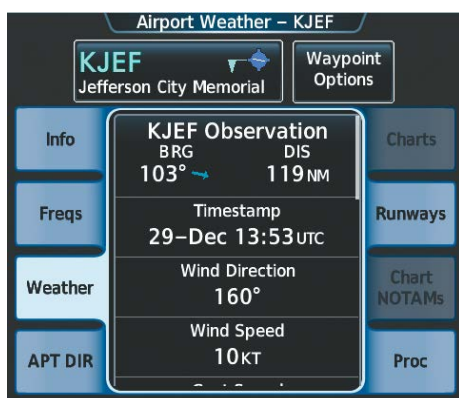 Airport Weather – KJEF
KJEF
Jefferson City Memorial
Waypoint
Options
Info
Freqs
Weather
APT DIR
KJEF Observation
BRG DIS
103° 119NM
Timestamp
29–Dec 13:53UTC
Wind Direction
160°
Wind Speed
10KT
Charts
Runways
Chart
NOTAMs
Proc